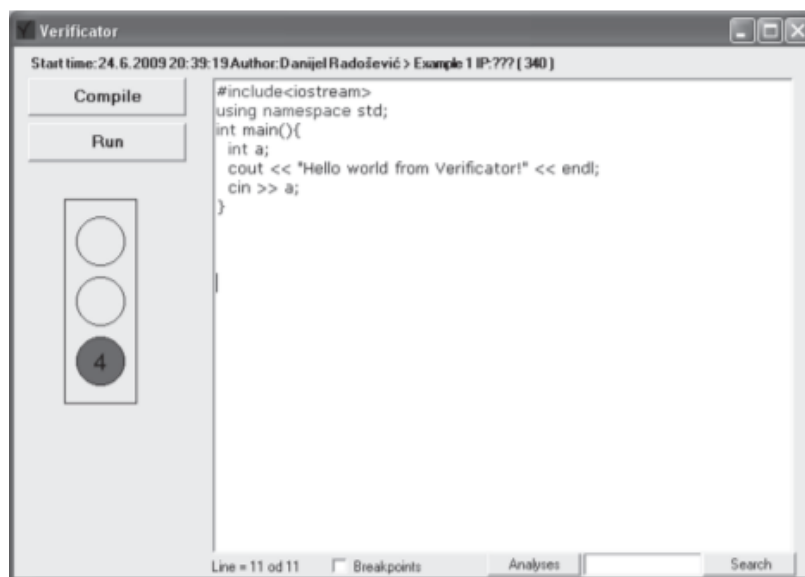 Verificator
Start time:24.6.2009 20:39:19 Author:Danijel Radošević > Example 1 IP:??? ( 340 )
Compile
Run
#include<iostream>
using namespace std;
int main(){
int a;
cout << "Hello world from Verificator!" << endl;
cin >> a;
}
4
Line = 11 od 11
Breakpoints
Analyses
Search